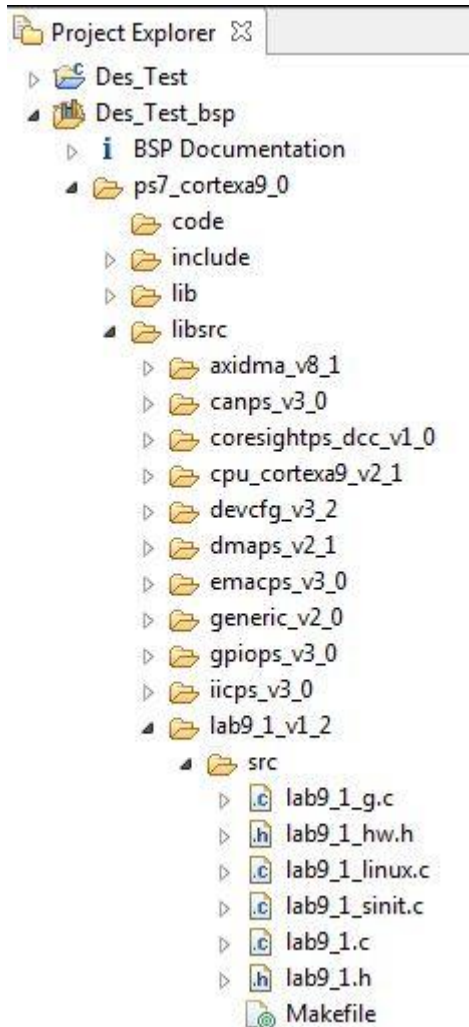 Project Explorer
Des_Test
Des_Test_bsp
BSP Documentation
ps7_cortexa9_0
code
include
lib
libsrc
axidma_v8_1
canps_v3_0
coresightps_dcc_v1_0
cpu_cortexa9_v2_1
devcfg_v3_2
dmaps_v2_1
emacps_v3_0
generic_v2_0
gpiops_v3_0
iicps_v3_0
lab9_1_v1_2
src
.c lab9_1_g.c
.h lab9_1_hw.h
.c lab9_1_linux.c
.c lab9_1_sinit.c
.c lab9_1.c
.h lab9_1.h
Makefile